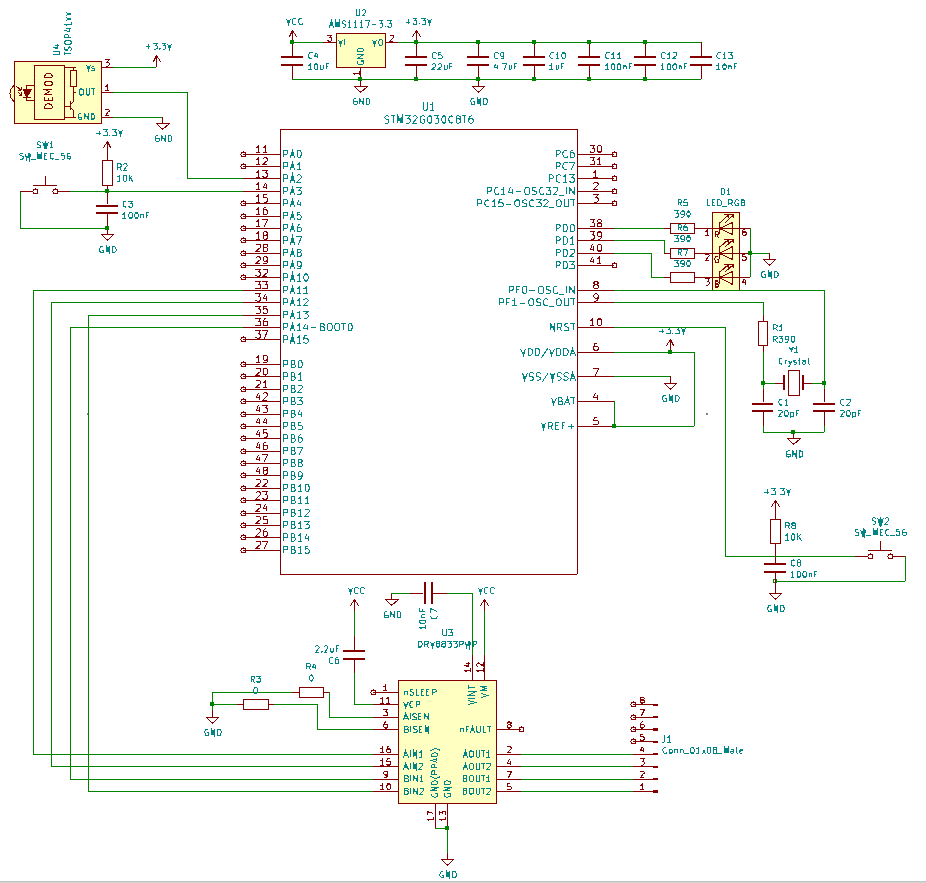 U4
TSOP41xx
+3.3V
Vs 3
OUT 1
GND 2
DEMOD
GND
VCC
U2
AMS1117-3.3
+3.3V
3 VI
VO 2
GND
1
C4
10uF
C5
22uF
C9
4.7uF
C10
1uF
C11
100nF
C12
100nF
C13
10nF
GND
GND
SW1
SW_MEC_5G
+3.3V
R2
10K
C3
100nF
GND
U1
STM32G030C8T6
11 PA0
12 PA1
13 PA2
14 PA3
15 PA4
16 PA5
17 PA6
18 PA7
28 PA8
29 PA9
32 PA10
33 PA11
34 PA12
35 PA13
36 PA14-BOOT0
37 PA15
19 PB0
20 PB1
21 PB2
42 PB3
43 PB4
44 PB5
45 PB6
46 PB7
47 PB8
48 PB9
22 PB10
23 PB11
24 PB12
25 PB13
26 PB14
27 PB15
PC6 30
PC7 31
PC13 1
PC14-OSC32_IN 2
PC15-OSC32_OUT 3
PD0 38
PD1 39
PD2 40
PD3 41
PF0-OSC_IN 8
PF1-OSC_OUT 9
NRST 10
VDD/VDDA 6
VSS/VSSA 7
VBAT 4
VREF+ 5
R5
390
R6
390
R7
390
D1
LED_RGB
1 R 6
2 G 5
3 B 4
GND
+3.3V
GND
R1
R390
Y1
Crystal
C1
20pF
C2
20pF
GND
+3.3V
R8
10K
C8
100nF
GND
SW2
SW_MEC_5G
VCC
GND
10nF
C7
VCC
U3
DRV8833PWP
2.2uF
C6
R4
0
R3
0
GND
14
12
VINT
VM
1 nSLEEP
11 VCP
3 AISEN
6 BISEN
16 AIN1
15 AIN2
9 BIN1
10 BIN2
nFAULT 8
AOUT1 2
AOUT2 4
BOUT1 7
BOUT2 5
GND(PPAD)
GND
17
13
GND
8
7
6
5
4
3
2
1
J1
Conn_01x08_Male